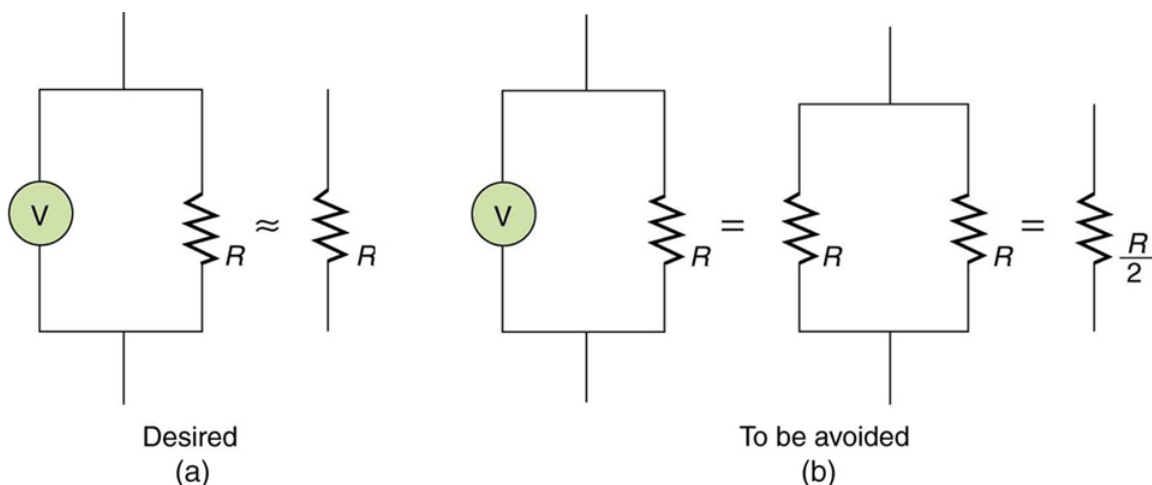 V
R
≈
R
V
R
=
R
R
=
R
2
Desired
(a)
To be avoided
(b)